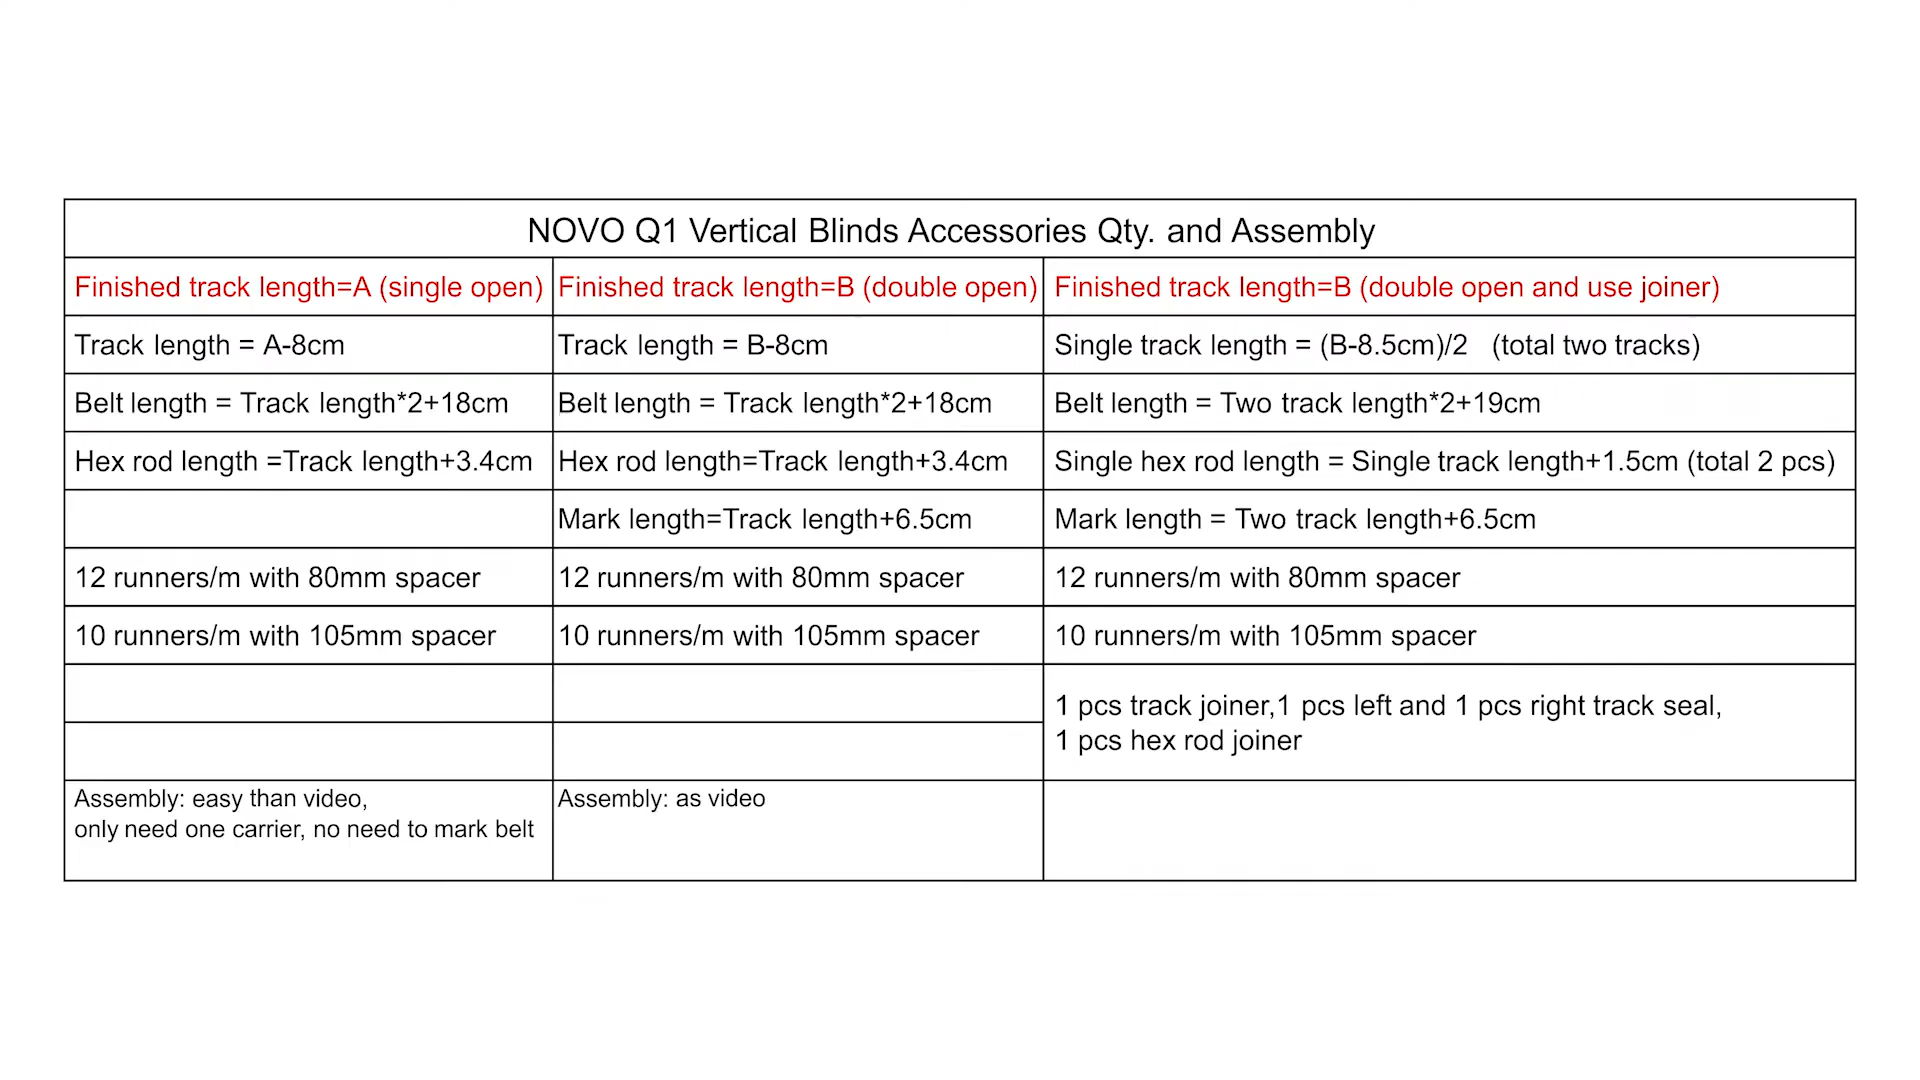 NOVO Q1 Vertical Blinds Accessories Qty. and Assembly
Finished track length=A (single open)
Finished track length=B (double open)
Finished track length=B (double open and use joiner)
Track length = A-8cm
Track length = B-8cm
Single track length = (B-8.5cm)/2 (total two tracks)
Belt length = Track length*2+18cm
Belt length = Track length*2+18cm
Belt length = Two track length*2+19cm
Hex rod length =Track length+3.4cm
Hex rod length=Track length+3.4cm
Single hex rod length = Single track length+1.5cm (total 2 pcs)
Mark length=Track length+6.5cm
Mark length = Two track length+6.5cm
12 runners/m with 80mm spacer
12 runners/m with 80mm spacer
12 runners/m with 80mm spacer
10 runners/m with 105mm spacer
10 runners/m with 105mm spacer
10 runners/m with 105mm spacer
1 pcs track joiner,1 pcs left and 1 pcs right track seal,
1 pcs hex rod joiner
Assembly: easy than video,
only need one carrier, no need to mark belt
Assembly: as video